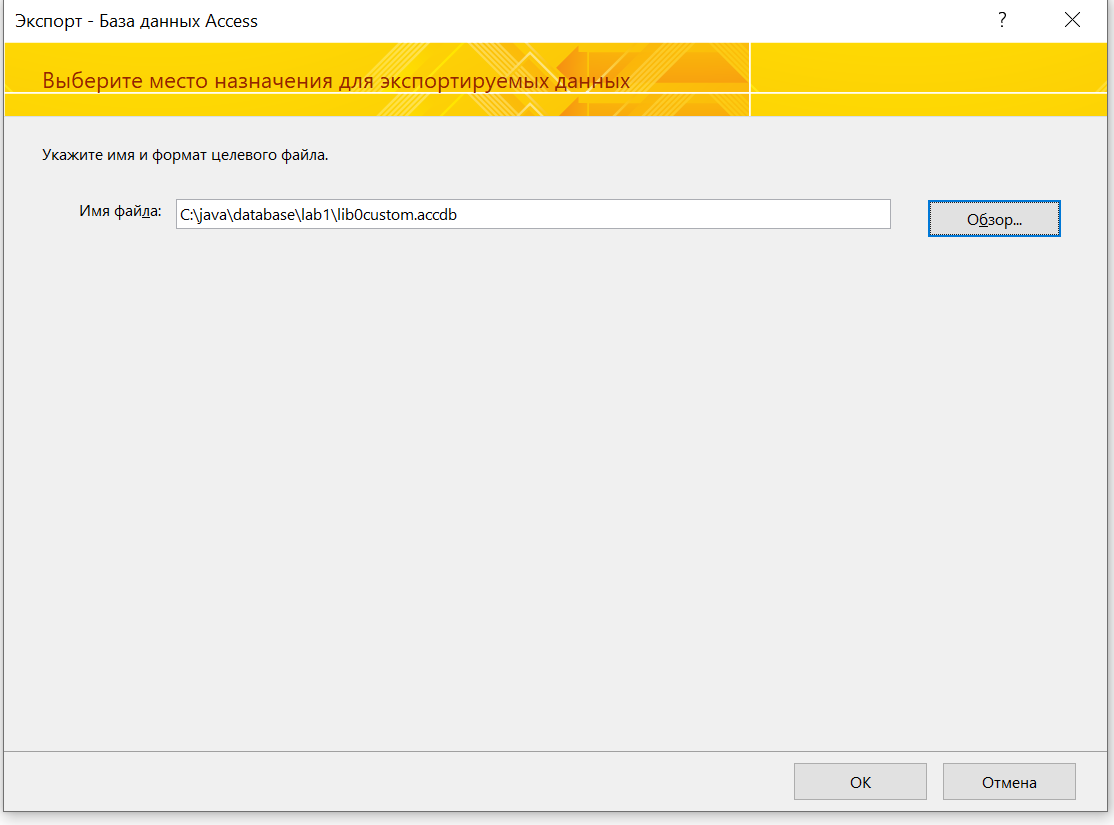 Экспорт - База данных Access
?
Выберите место назначения для экспортируемых данных
Укажите имя и формат целевого файла.
Имя файла: C:\java\database\lab1\lib0custom.accdb Обзор...
ОК Отмена